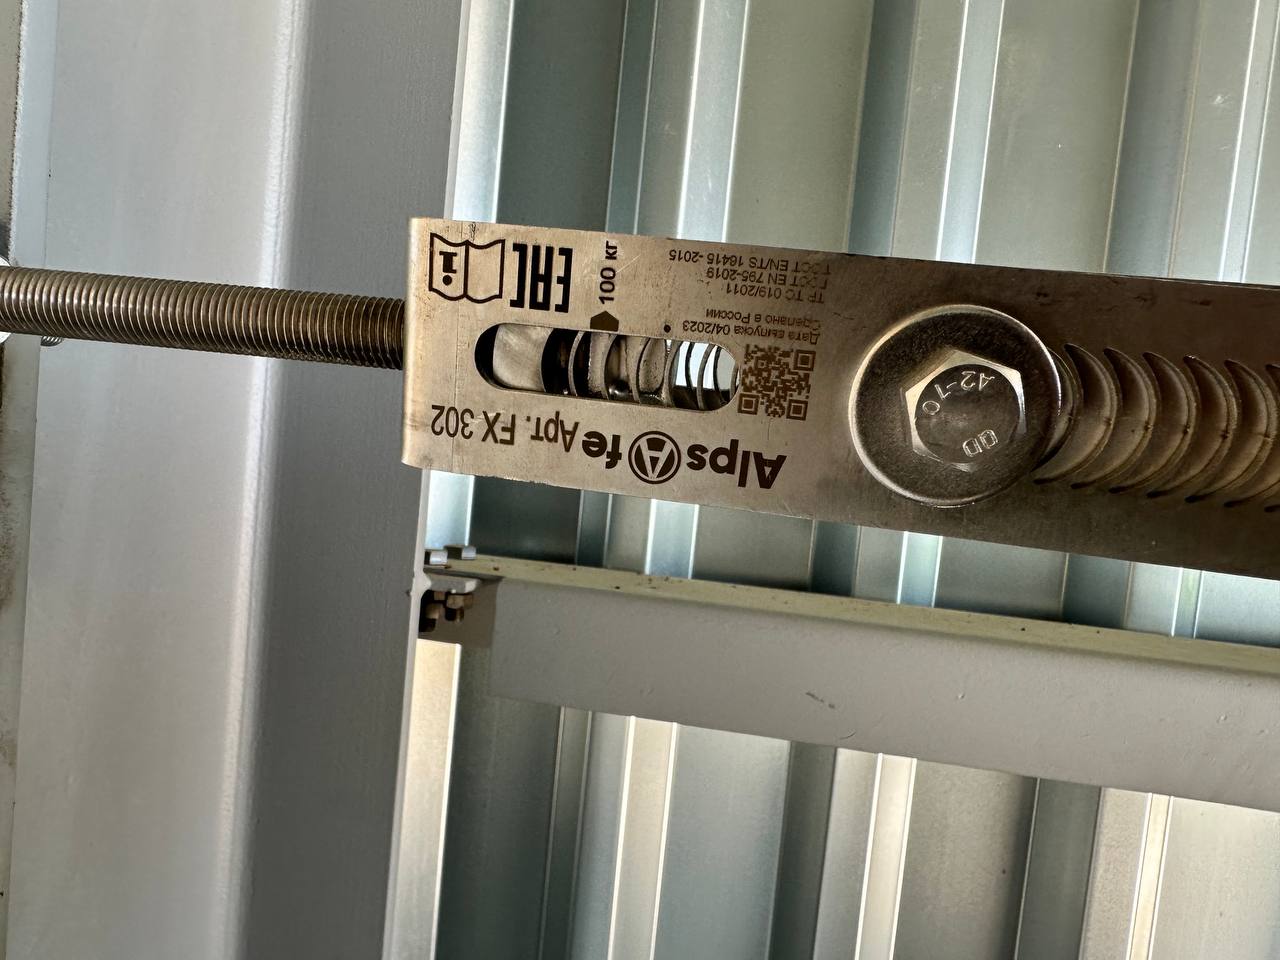 Alps fe Арт. FX 302
Дата выпуска 04/2023
Сделано в России
ТР ТС 019/2011
ГОСТ EN 795-2019
ГОСТ EN/TS 16415-2015
100 кг
EAC
i
A2-70
QD